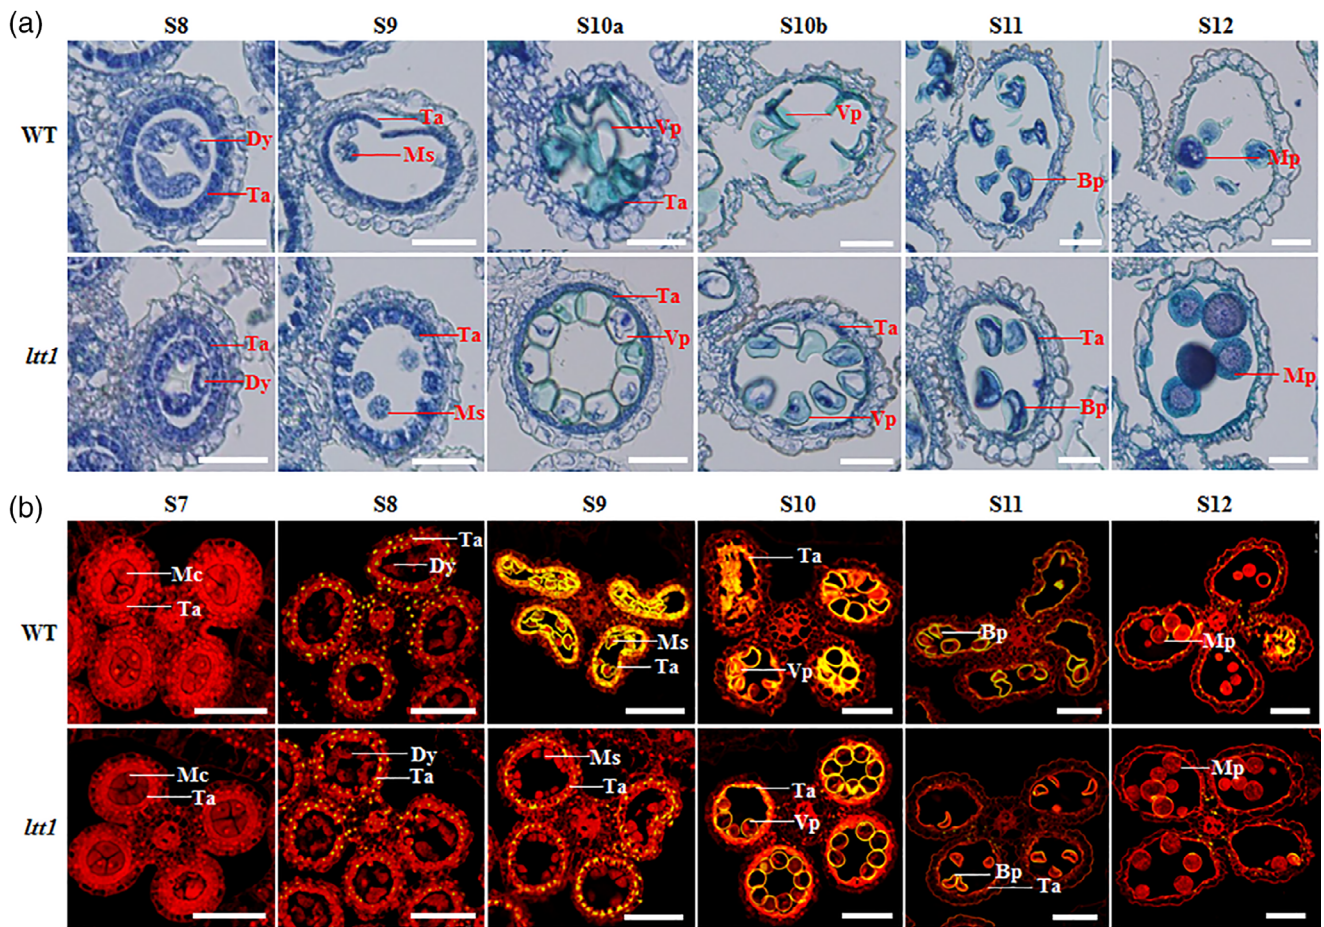 (a) S8 S9 S10a S10b S11 S12
WT
Dy
Ta
Ta
Ms
Vp
Ta
Vp
Bp
Mp
ltt1
Ta
Dy
Ta
Ms
Ta
Vp
Ta
Vp
Ta
Bp
Mp
(b) S7 S8 S9 S10 S11 S12
WT
Mc
Ta
Ta
Dy
Ms
Ta
Ta
Vp
Bp
Mp
ltt1
Mc
Ta
Dy
Ta
Ms
Ta
Ta
Vp
Bp
Ta
Mp